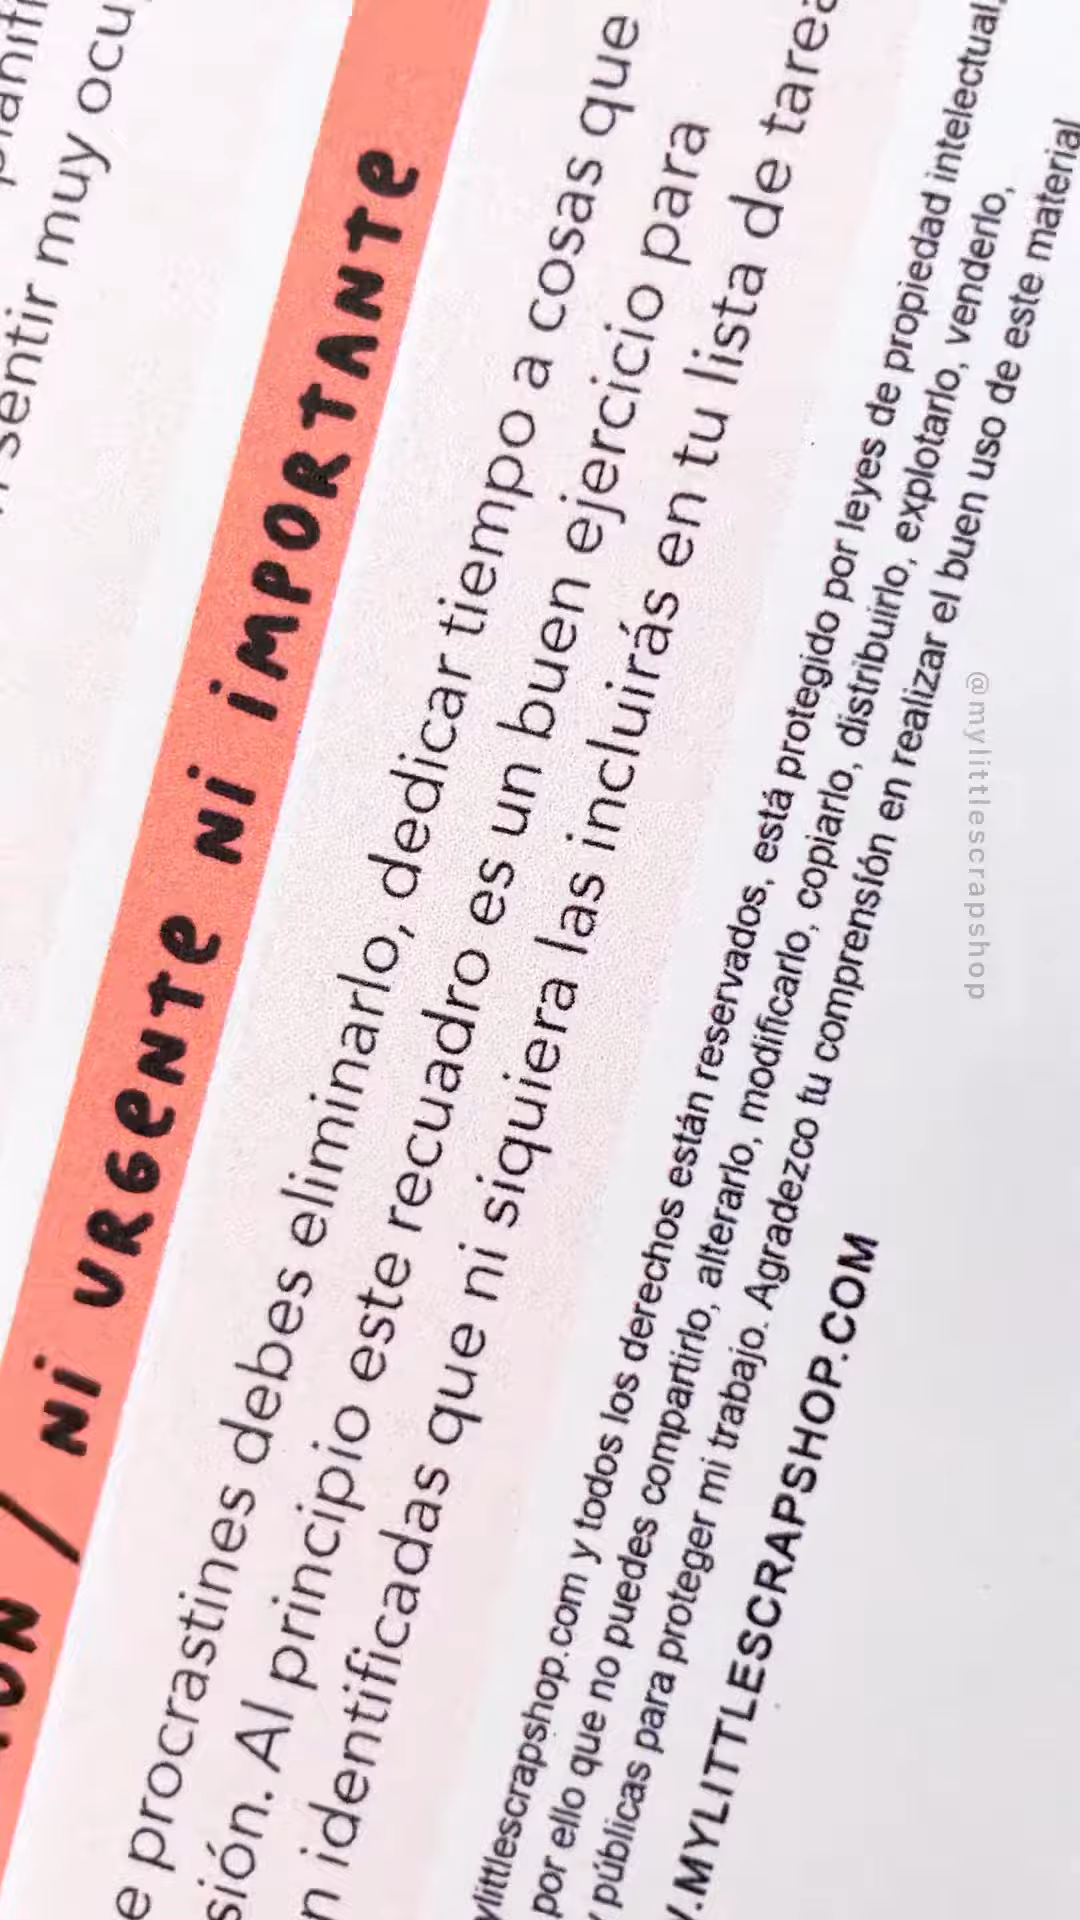 sentir muy
/ Ni URGENTE Ni iMPORTANTE
procrastines debes eliminarlo, dedicar tiempo a cosas que
Al principio este recuadro es un buen ejercicio para
identificadas que ni siquiera las incluirás en tu lista de
ylittlescrapshop.com y todos los derechos están reservados, está protegido por leyes de propiedad intelectual,
por ello que no puedes compartirlo, alterarlo, modificarlo, copiarlo, distribuirlo, explotarlo, venderlo,
públicas para proteger mi trabajo. Agradezco tu comprensión en realizar el buen uso de este material
.MYLITTLESCRAPSHOP.COM
@mylittlescrapshop